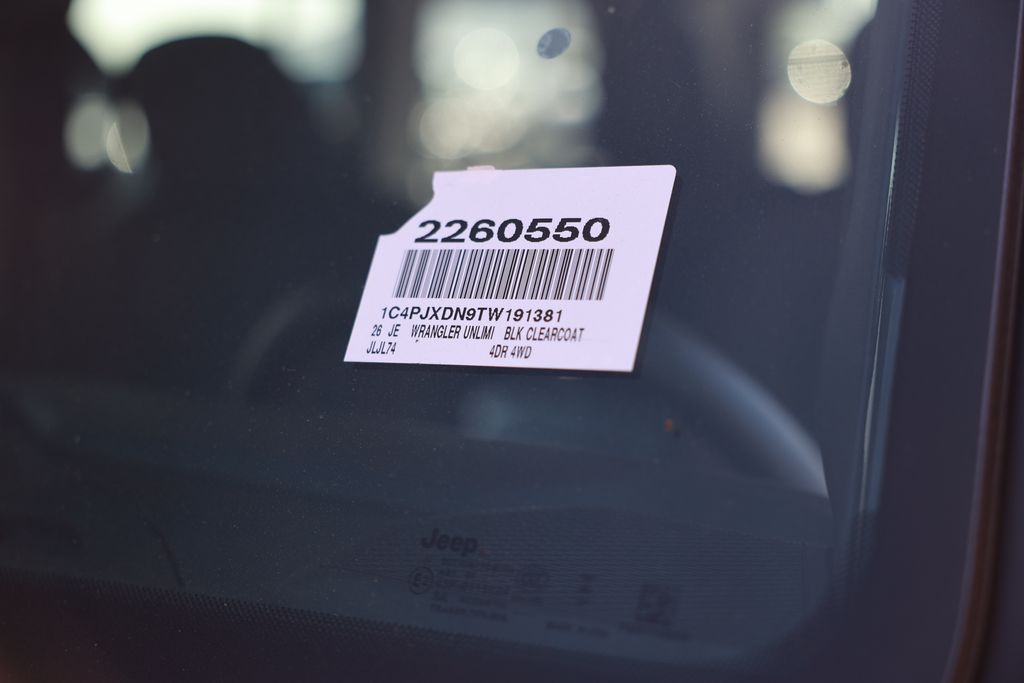 2260550
1C4PJXDN9TW191381
26 JE WRANGLER UNLIMI BLK CLEARCOAT
JLJL74 4DR 4WD
Jeep